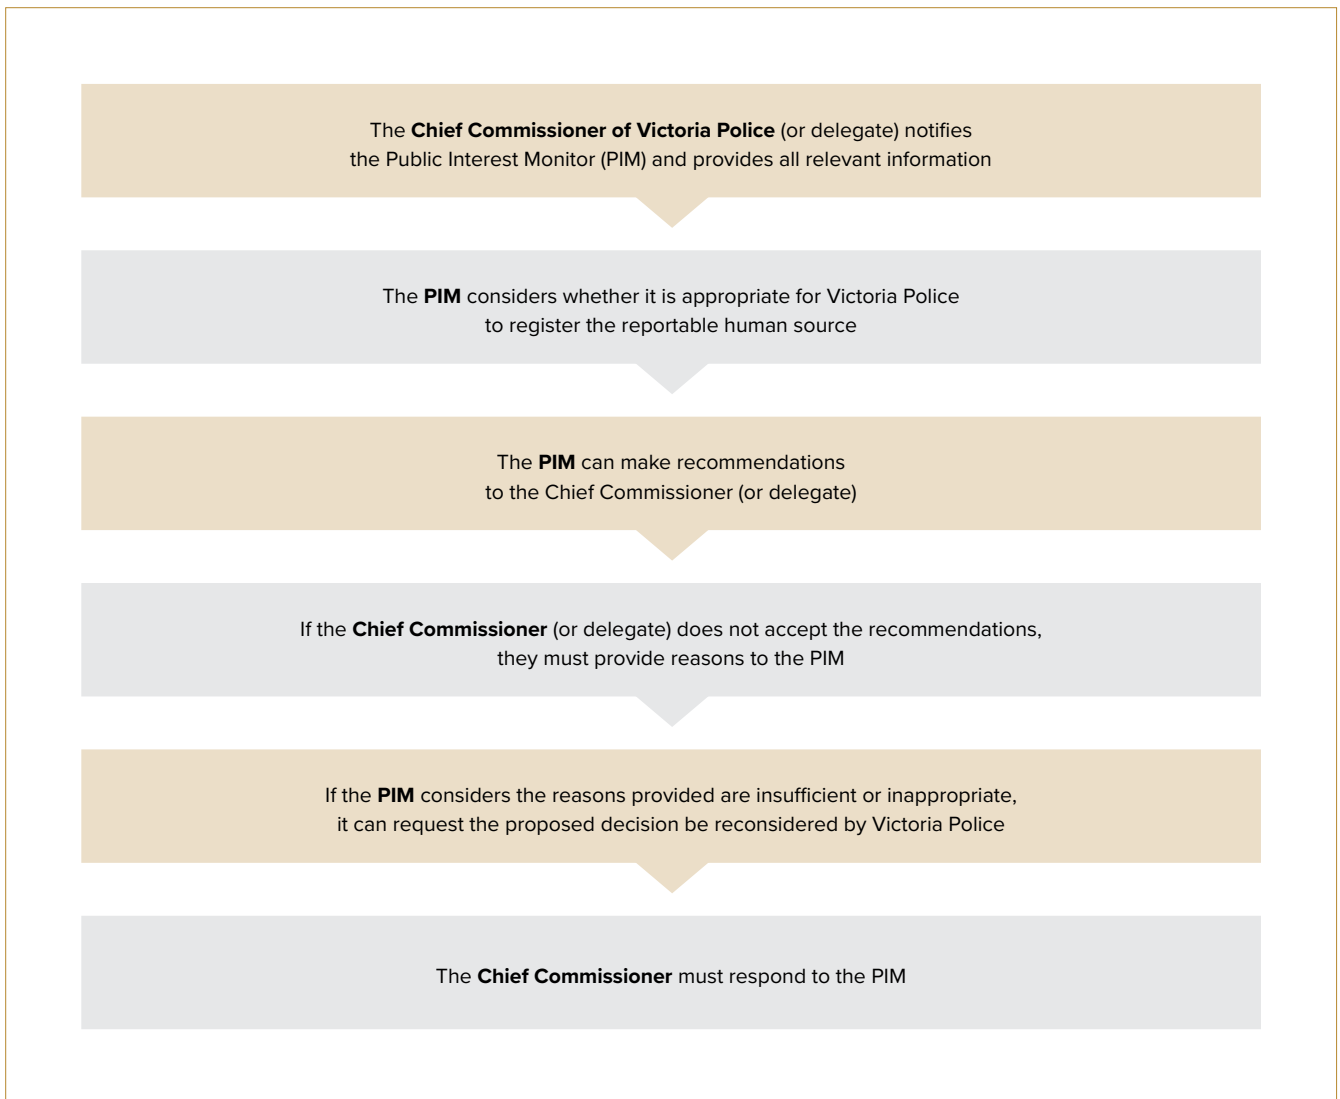 The Chief Commissioner of Victoria Police (or delegate) notifies
the Public Interest Monitor (PIM) and provides all relevant information
The PIM considers whether it is appropriate for Victoria Police
to register the reportable human source
The PIM can make recommendations
to the Chief Commissioner (or delegate)
If the Chief Commissioner (or delegate) does not accept the recommendations,
they must provide reasons to the PIM
If the PIM considers the reasons provided are insufficient or inappropriate,
it can request the proposed decision be reconsidered by Victoria Police
The Chief Commissioner must respond to the PIM